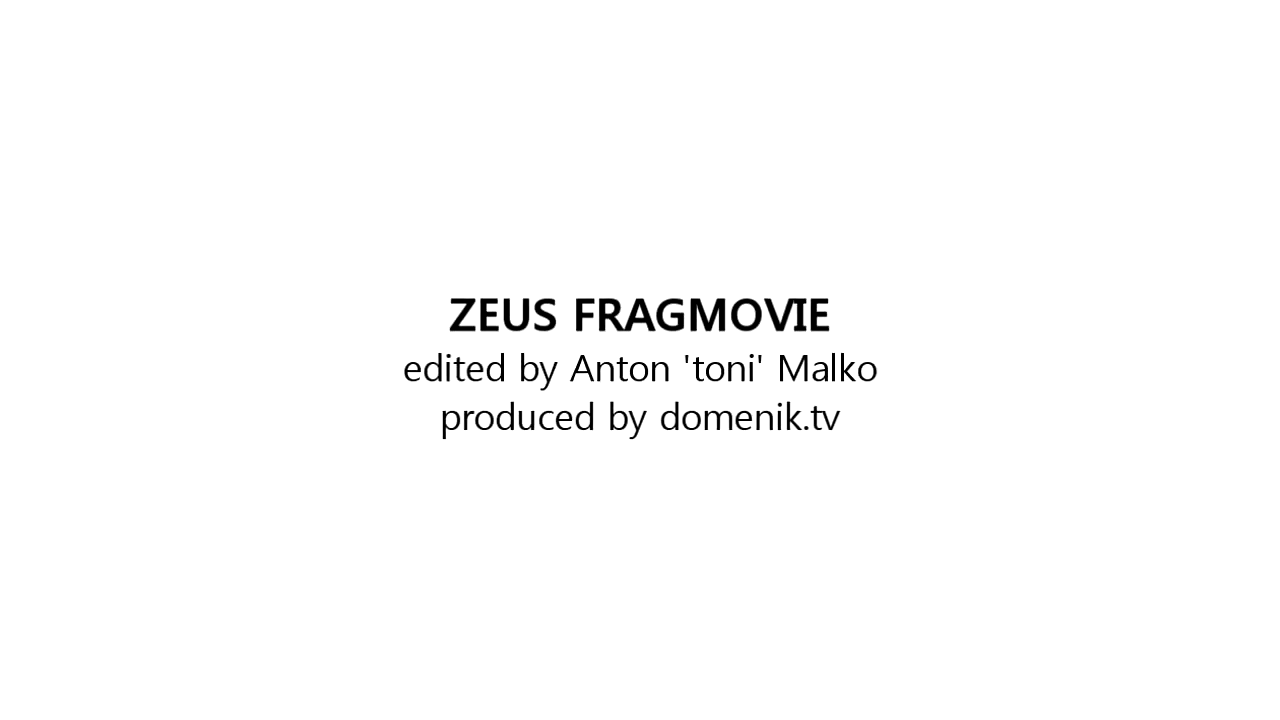 ZEUS FRAGMOVIE
edited by Anton 'toni' Malko
produced by domenik.tv